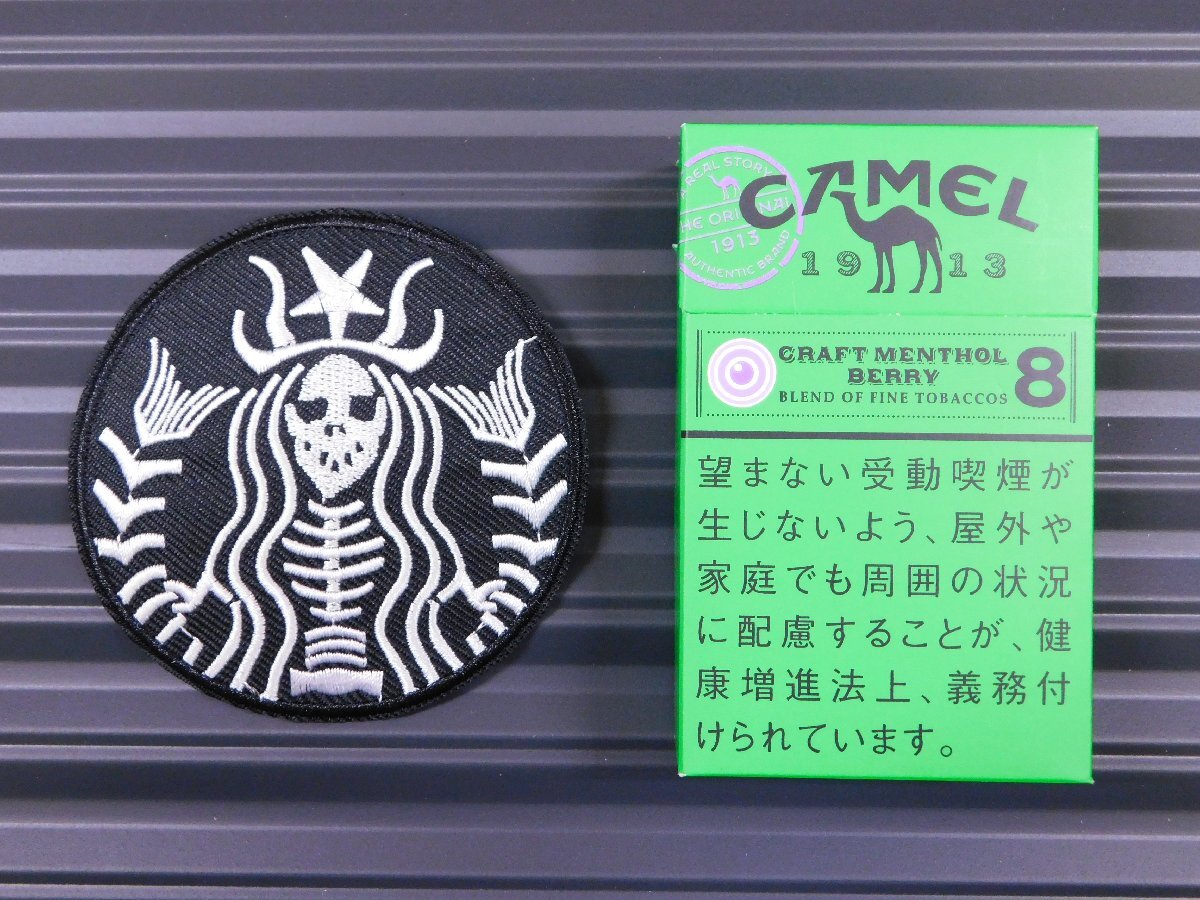 A REAL STORY
THE ORIGINAL
1913
AUTHENTIC BRAND
CAMEL
1913
CRAFT MENTHOL
BERRY
BLEND OF FINE TOBACCOS
8
望まない受動喫煙が
生じないよう、屋外や
家庭でも周囲の状況
に配慮することが、健
康増進法上、義務付
けられています。